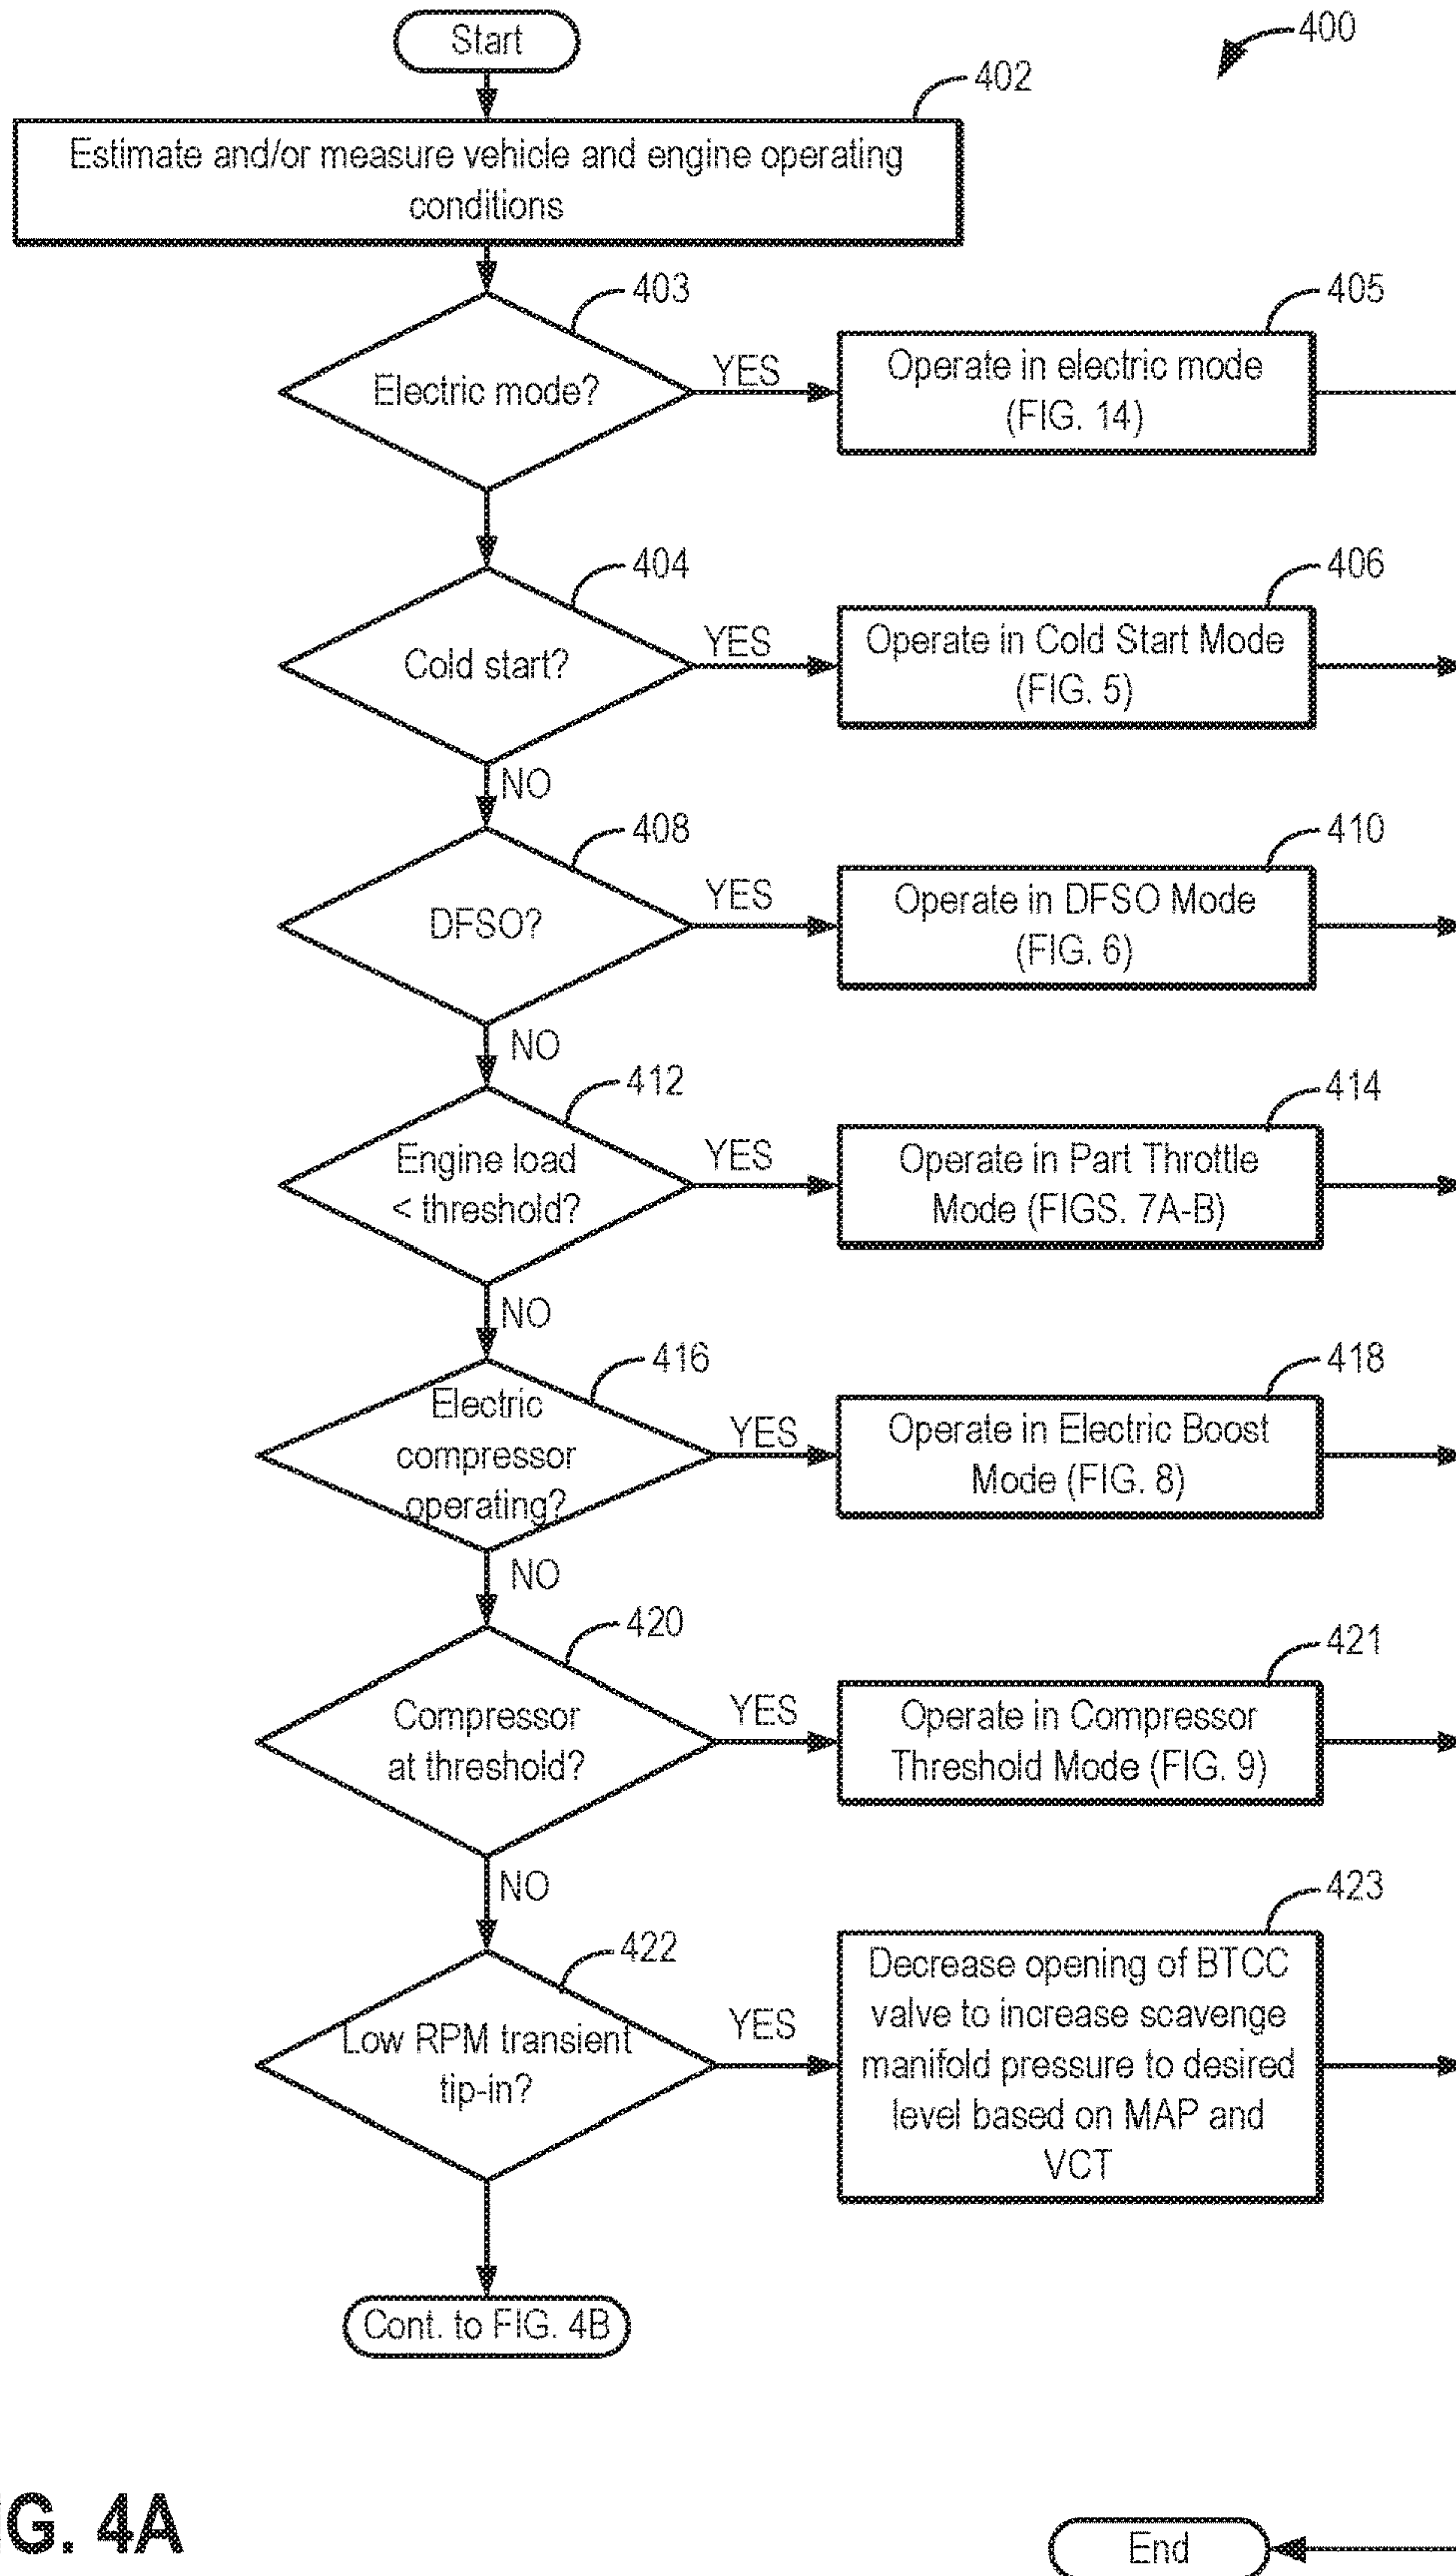 Start
400
402
Estimate and/or measure vehicle and engine operating
conditions
403
Electric mode?
YES
405
Operate in electric mode
(FIG. 14)
404
Cold start?
YES
406
Operate in Cold Start Mode
(FIG. 5)
NO
408
DFSO?
YES
410
Operate in DFSO Mode
(FIG. 6)
NO
412
Engine load
< threshold?
YES
414
Operate in Part Throttle
Mode (FIGS. 7A-B)
NO
416
Electric
compressor
operating?
YES
418
Operate in Electric Boost
Mode (FIG. 8)
NO
420
Compressor
at threshold?
YES
421
Operate in Compressor
Threshold Mode (FIG. 9)
NO
422
Low RPM transient
tip-in?
YES
423
Decrease opening of BTCC
valve to increase scavenge
manifold pressure to desired
level based on MAP and
VCT
Cont. to FIG. 4B
G. 4A
End